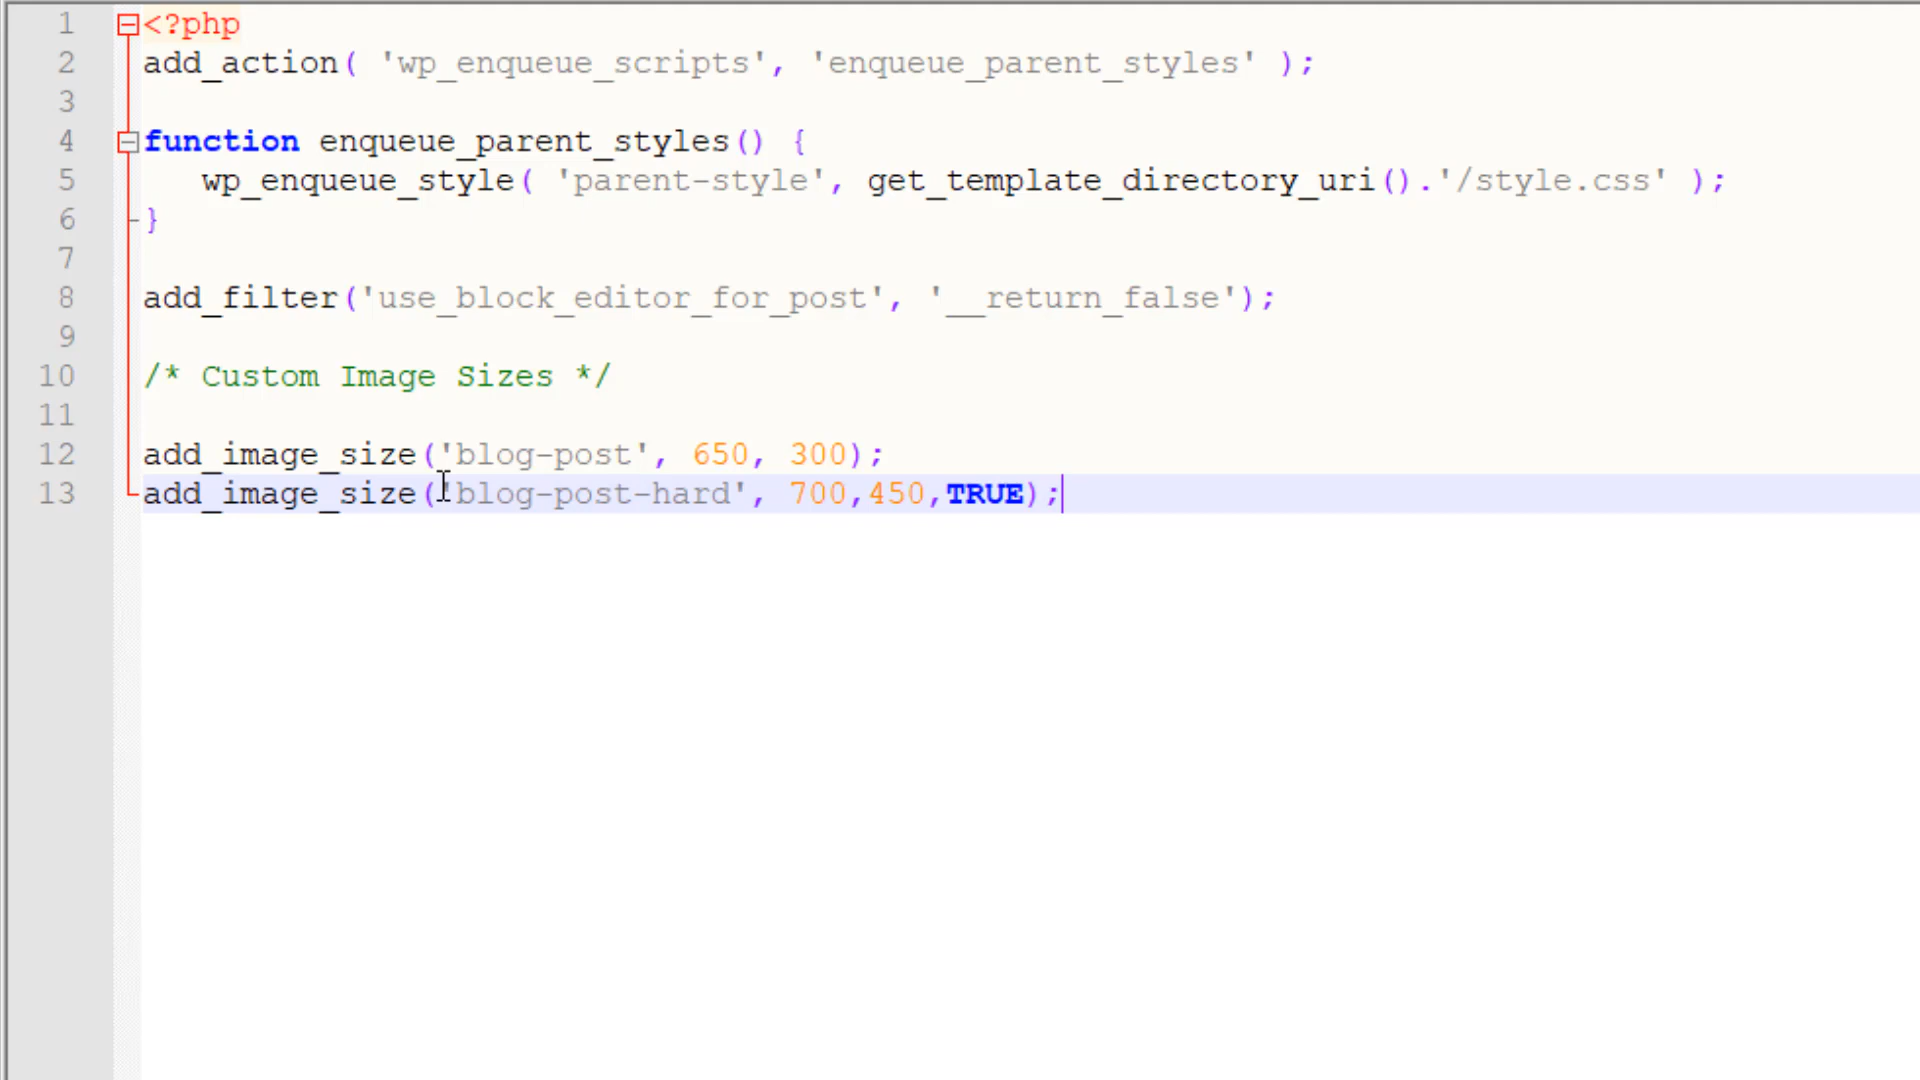 1 <?php
2 add_action( 'wp_enqueue_scripts', 'enqueue_parent_styles' );
3
4 function enqueue_parent_styles() {
5 wp_enqueue_style( 'parent-style', get_template_directory_uri().'/style.css' );
6 }
7
8 add_filter('use_block_editor_for_post', '__return_false');
9
10 /* Custom Image Sizes */
11
12 add_image_size('blog-post', 650, 300);
13 add_image_size('blog-post-hard', 700,450,TRUE);